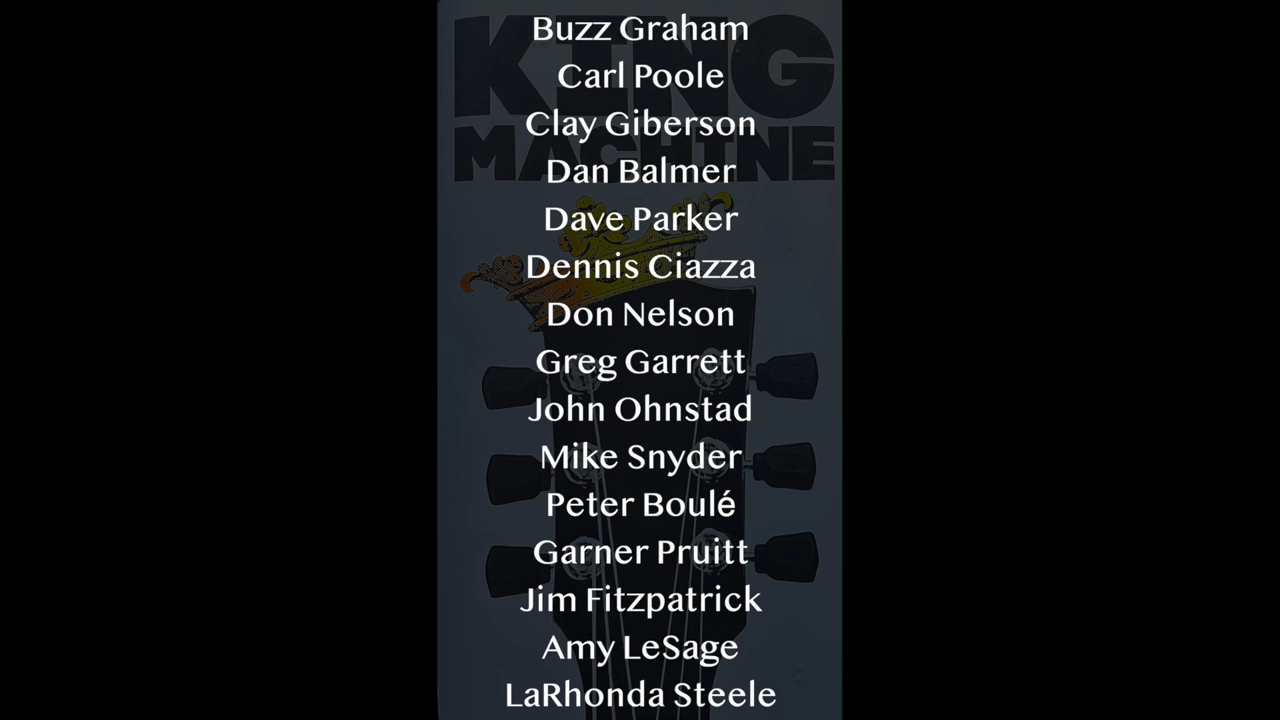 KING
MACHINE
Buzz Graham
Carl Poole
Clay Giberson
Dan Balmer
Dave Parker
Dennis Ciazza
Don Nelson
Greg Garrett
John Ohnstad
Mike Snyder
Peter Boulé
Garner Pruitt
Jim Fitzpatrick
Amy LeSage
LaRhonda Steele